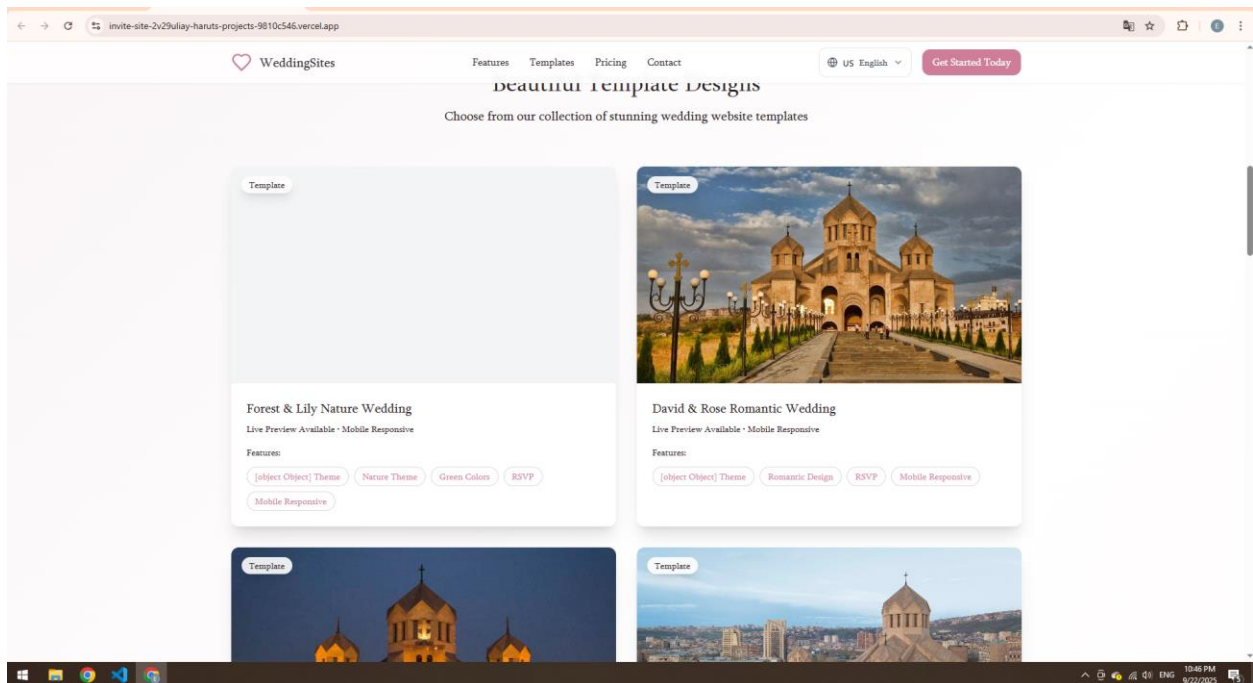 invite-site-2v29uliay-haruts-projects-9810c546.vercel.app
WeddingSites Features Templates Pricing Contact US English Get Started Today
Beautiful Template Designs
Choose from our collection of stunning wedding website templates
Template
Template
Forest & Lily Nature Wedding
Live Preview Available • Mobile Responsive
Features:
[object Object] Theme Nature Theme Green Colors RSVP
Mobile Responsive
David & Rose Romantic Wedding
Live Preview Available • Mobile Responsive
Features:
[object Object] Theme Romantic Design RSVP Mobile Responsive
Template
Template
ENG
10:46 PM
9/22/2025